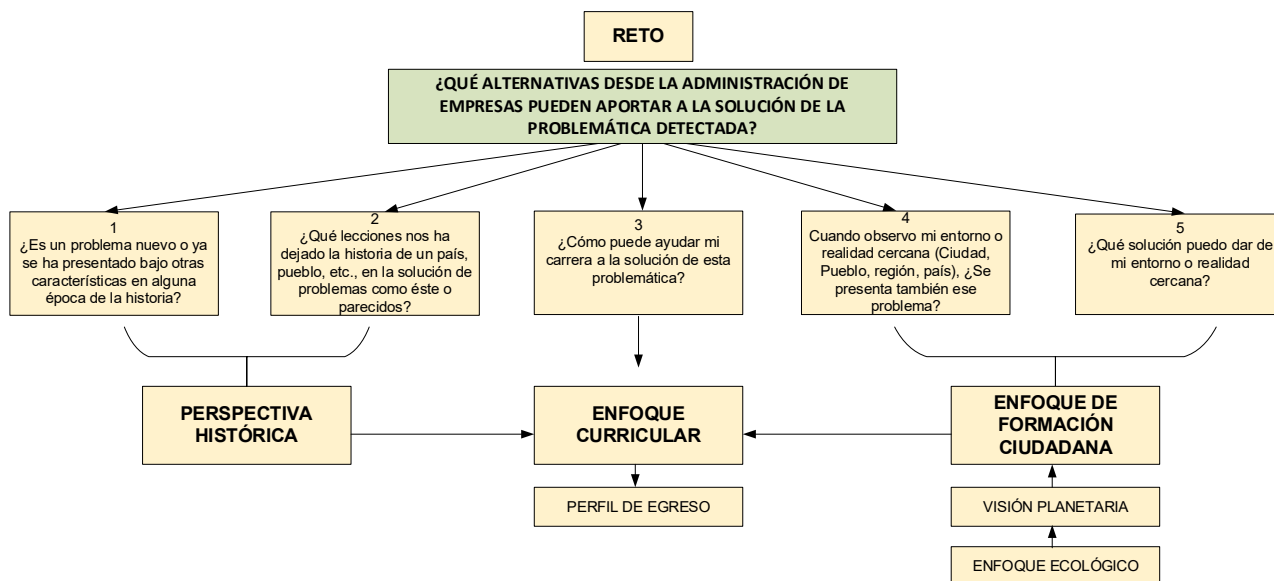 RETO
¿QUÉ ALTERNATIVAS DESDE LA ADMINISTRACIÓN DE
EMPRESAS PUEDEN APORTAR A LA SOLUCIÓN DE LA
PROBLEMÁTICA DETECTADA?
1
¿Es un problema nuevo o ya
se ha presentado bajo otras
características en alguna
época de la historia?
2
¿Qué lecciones nos ha
dejado la historia de un país,
pueblo, etc., en la solución de
problemas como éste o
parecidos?
3
¿Cómo puede ayudar mi
carrera a la solución de esta
problemática?
4
Cuando observo mi entorno o
realidad cercana (Ciudad,
Pueblo, región, país), ¿Se
presenta también ese
problema?
5
¿Qué solución puedo dar de
mi entorno o realidad
cercana?
PERSPECTIVA
HISTÓRICA
ENFOQUE
CURRICULAR
ENFOQUE DE
FORMACIÓN
CIUDADANA
PERFIL DE EGRESO
VISIÓN PLANETARIA
ENFOQUE ECOLÓGICO